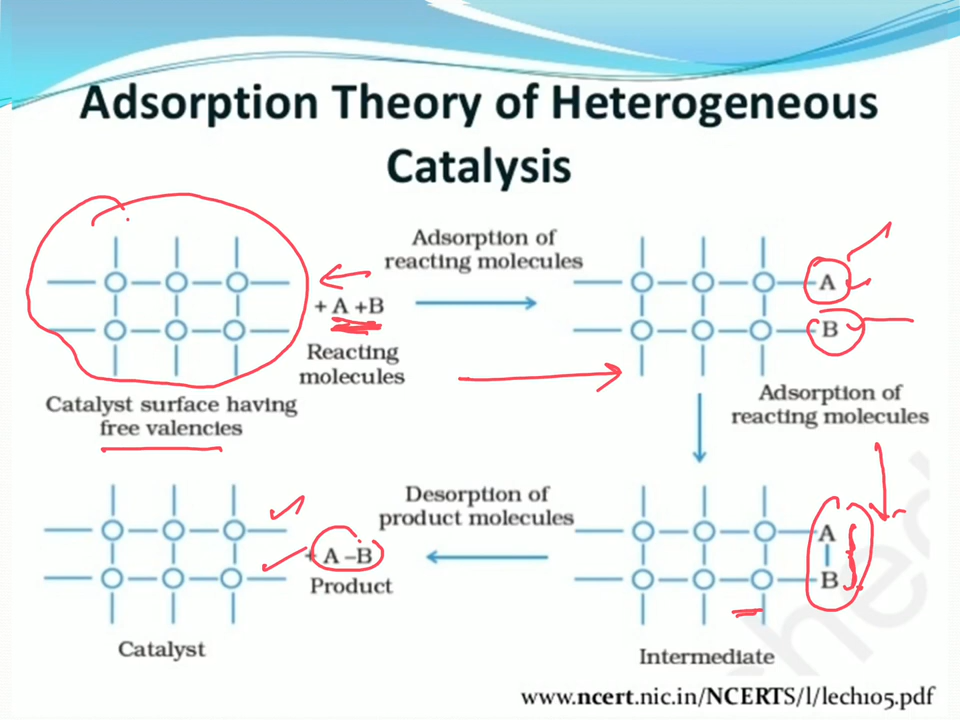 Adsorption Theory of Heterogeneous
Catalysis
Adsorption of
reacting molecules
+ A +B
Reacting
molecules
Catalyst surface having
free valencies
A
B
Adsorption of
reacting molecules
Desorption of
product molecules
A
B
+ A –B
Product
Catalyst
Intermediate
www.ncert.nic.in/NCERTS/l/lech105.pdf